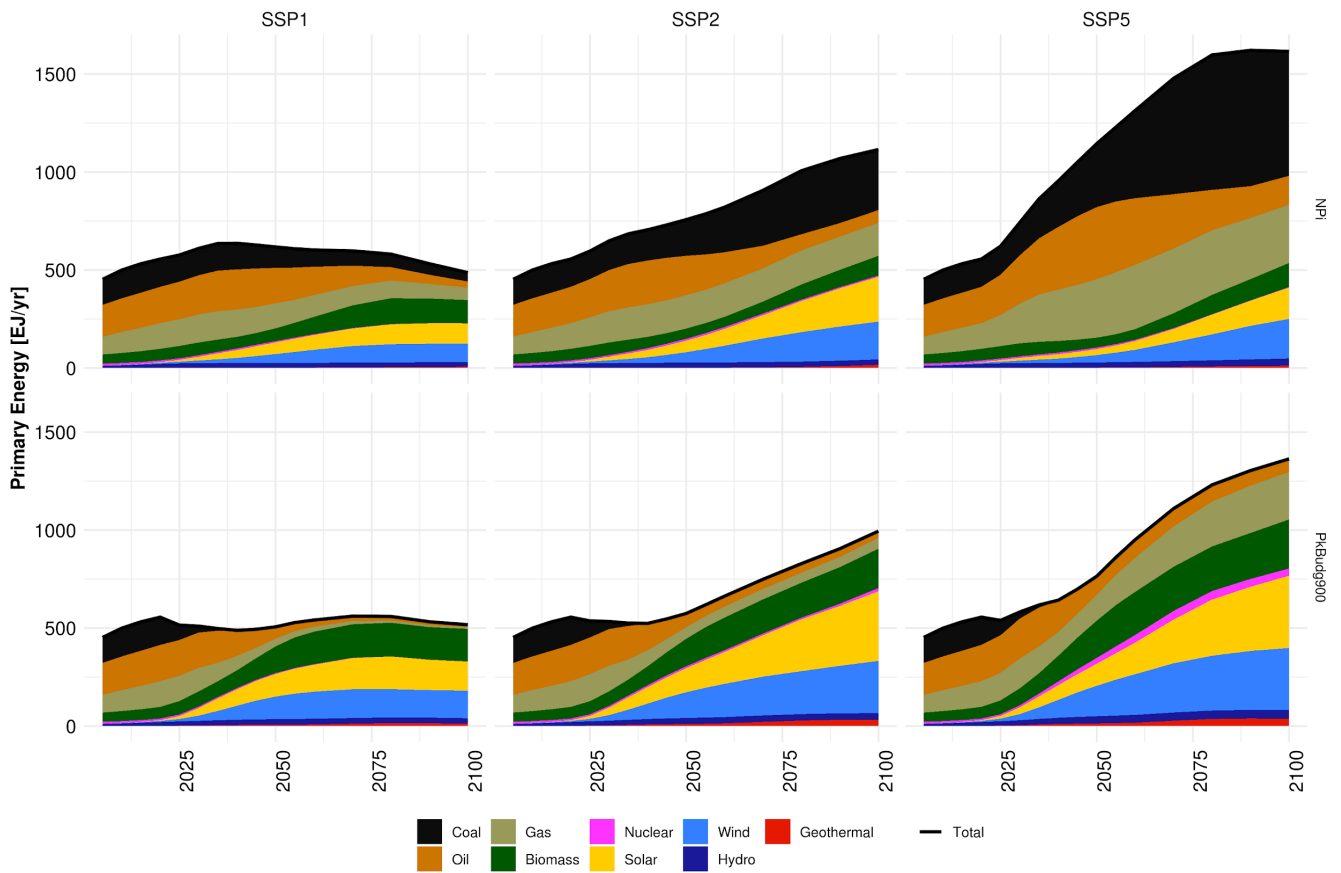 SSP1 SSP2 SSP5
Primary Energy [EJ/yr]
1500
1000
500
0
NPi
1500
1000
500
0
PkBudg900
2025 2050 2075 2100 2025 2050 2075 2100 2025 2050 2075 2100
Coal Gas Nuclear Wind Geothermal Total
Oil Biomass Solar Hydro